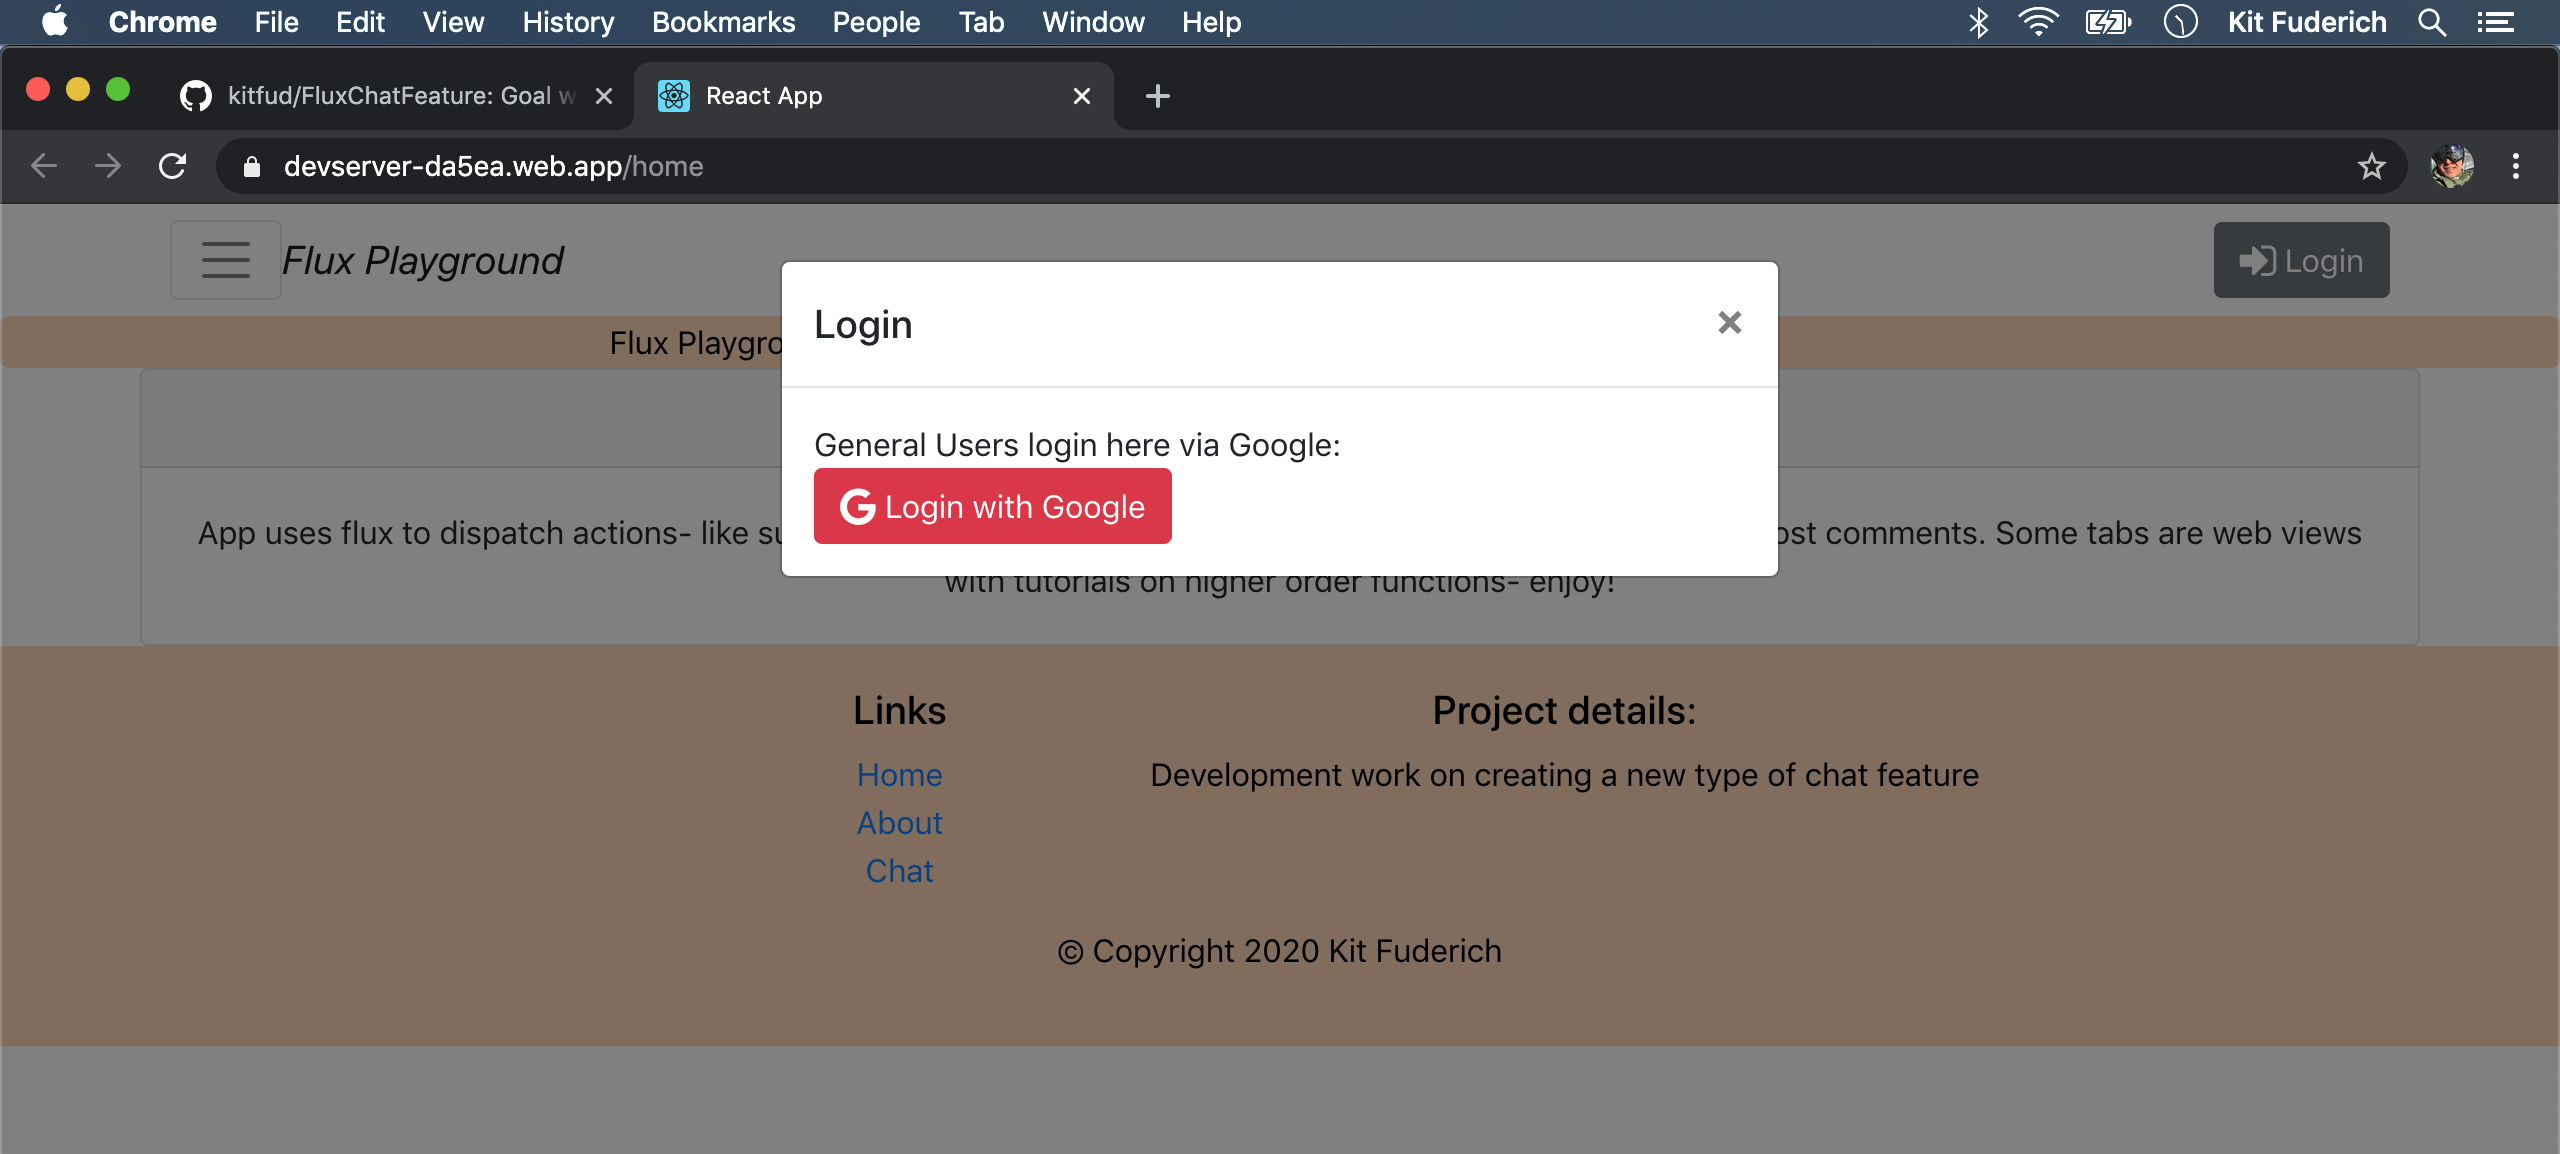 Chrome File Edit View History Bookmarks People Tab Window Help Kit Fuderich
kitfud/FluxChatFeature: Goal w
React App
devserver-da5ea.web.app/home
Flux Playground
Login
Flux Playgro
Login
General Users login here via Google:
Login with Google
App uses flux to dispatch actions- like su
ost comments. Some tabs are web views
with tutorials on higher order functions- enjoy!
Links
Home
About
Chat
Project details:
Development work on creating a new type of chat feature
© Copyright 2020 Kit Fuderich